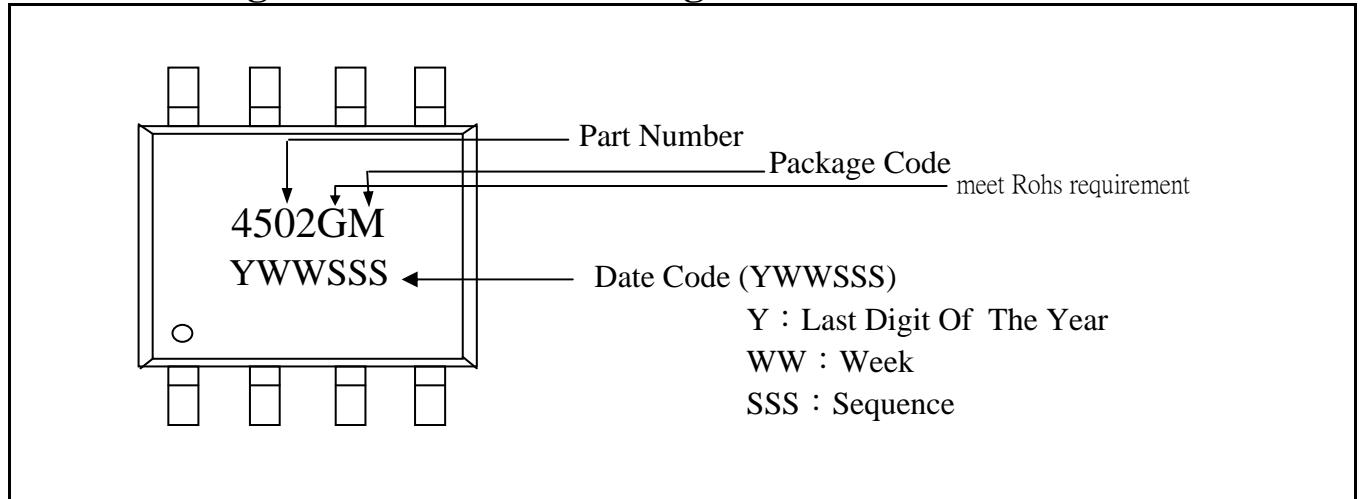 Part Number
Package Code
meet Rohs requirement
4502GM
YWWSSS
Date Code (YWWSSS)
Y：Last Digit Of The Year
WW：Week
SSS：Sequence